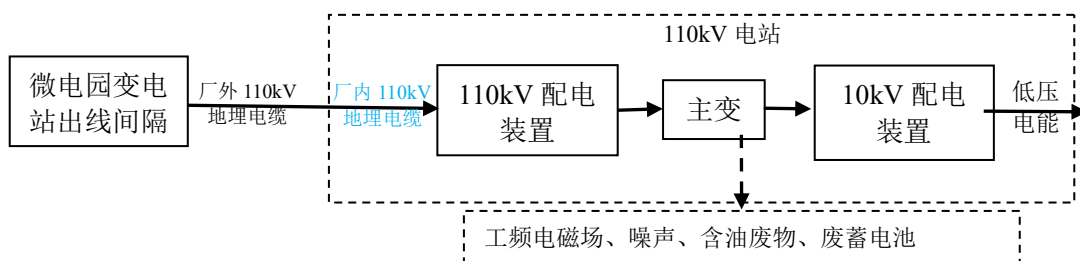 110kV 电站
微电园变电
站出线间隔
厂外 110kV
地埋电缆
厂内 110kV
地埋电缆
110kV 配电
装置
主变
10kV 配电
装置
低压
电能
工频电磁场、噪声、含油废物、废蓄电池